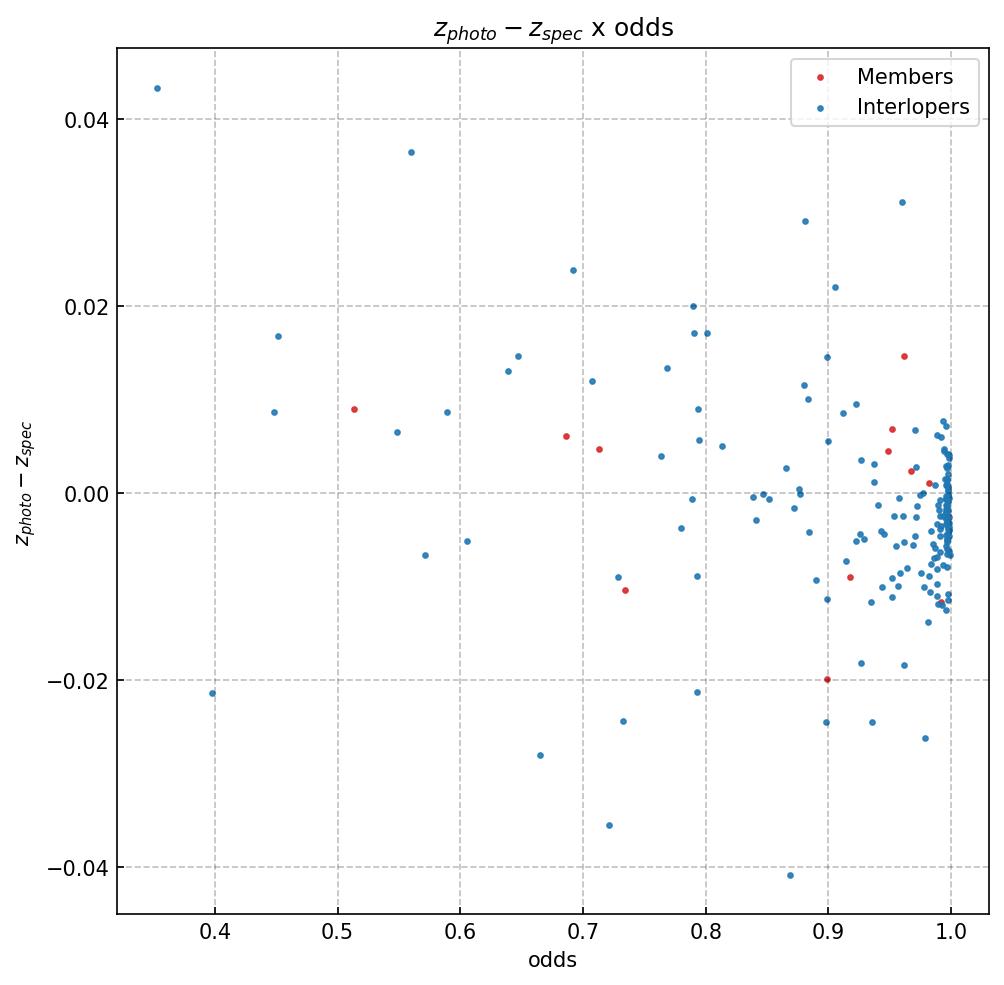 z_photo − z_spec x odds
Members
Interlopers
z_photo − z_spec
0.04
0.02
0.00
−0.02
−0.04
0.4 0.5 0.6 0.7 0.8 0.9 1.0
odds